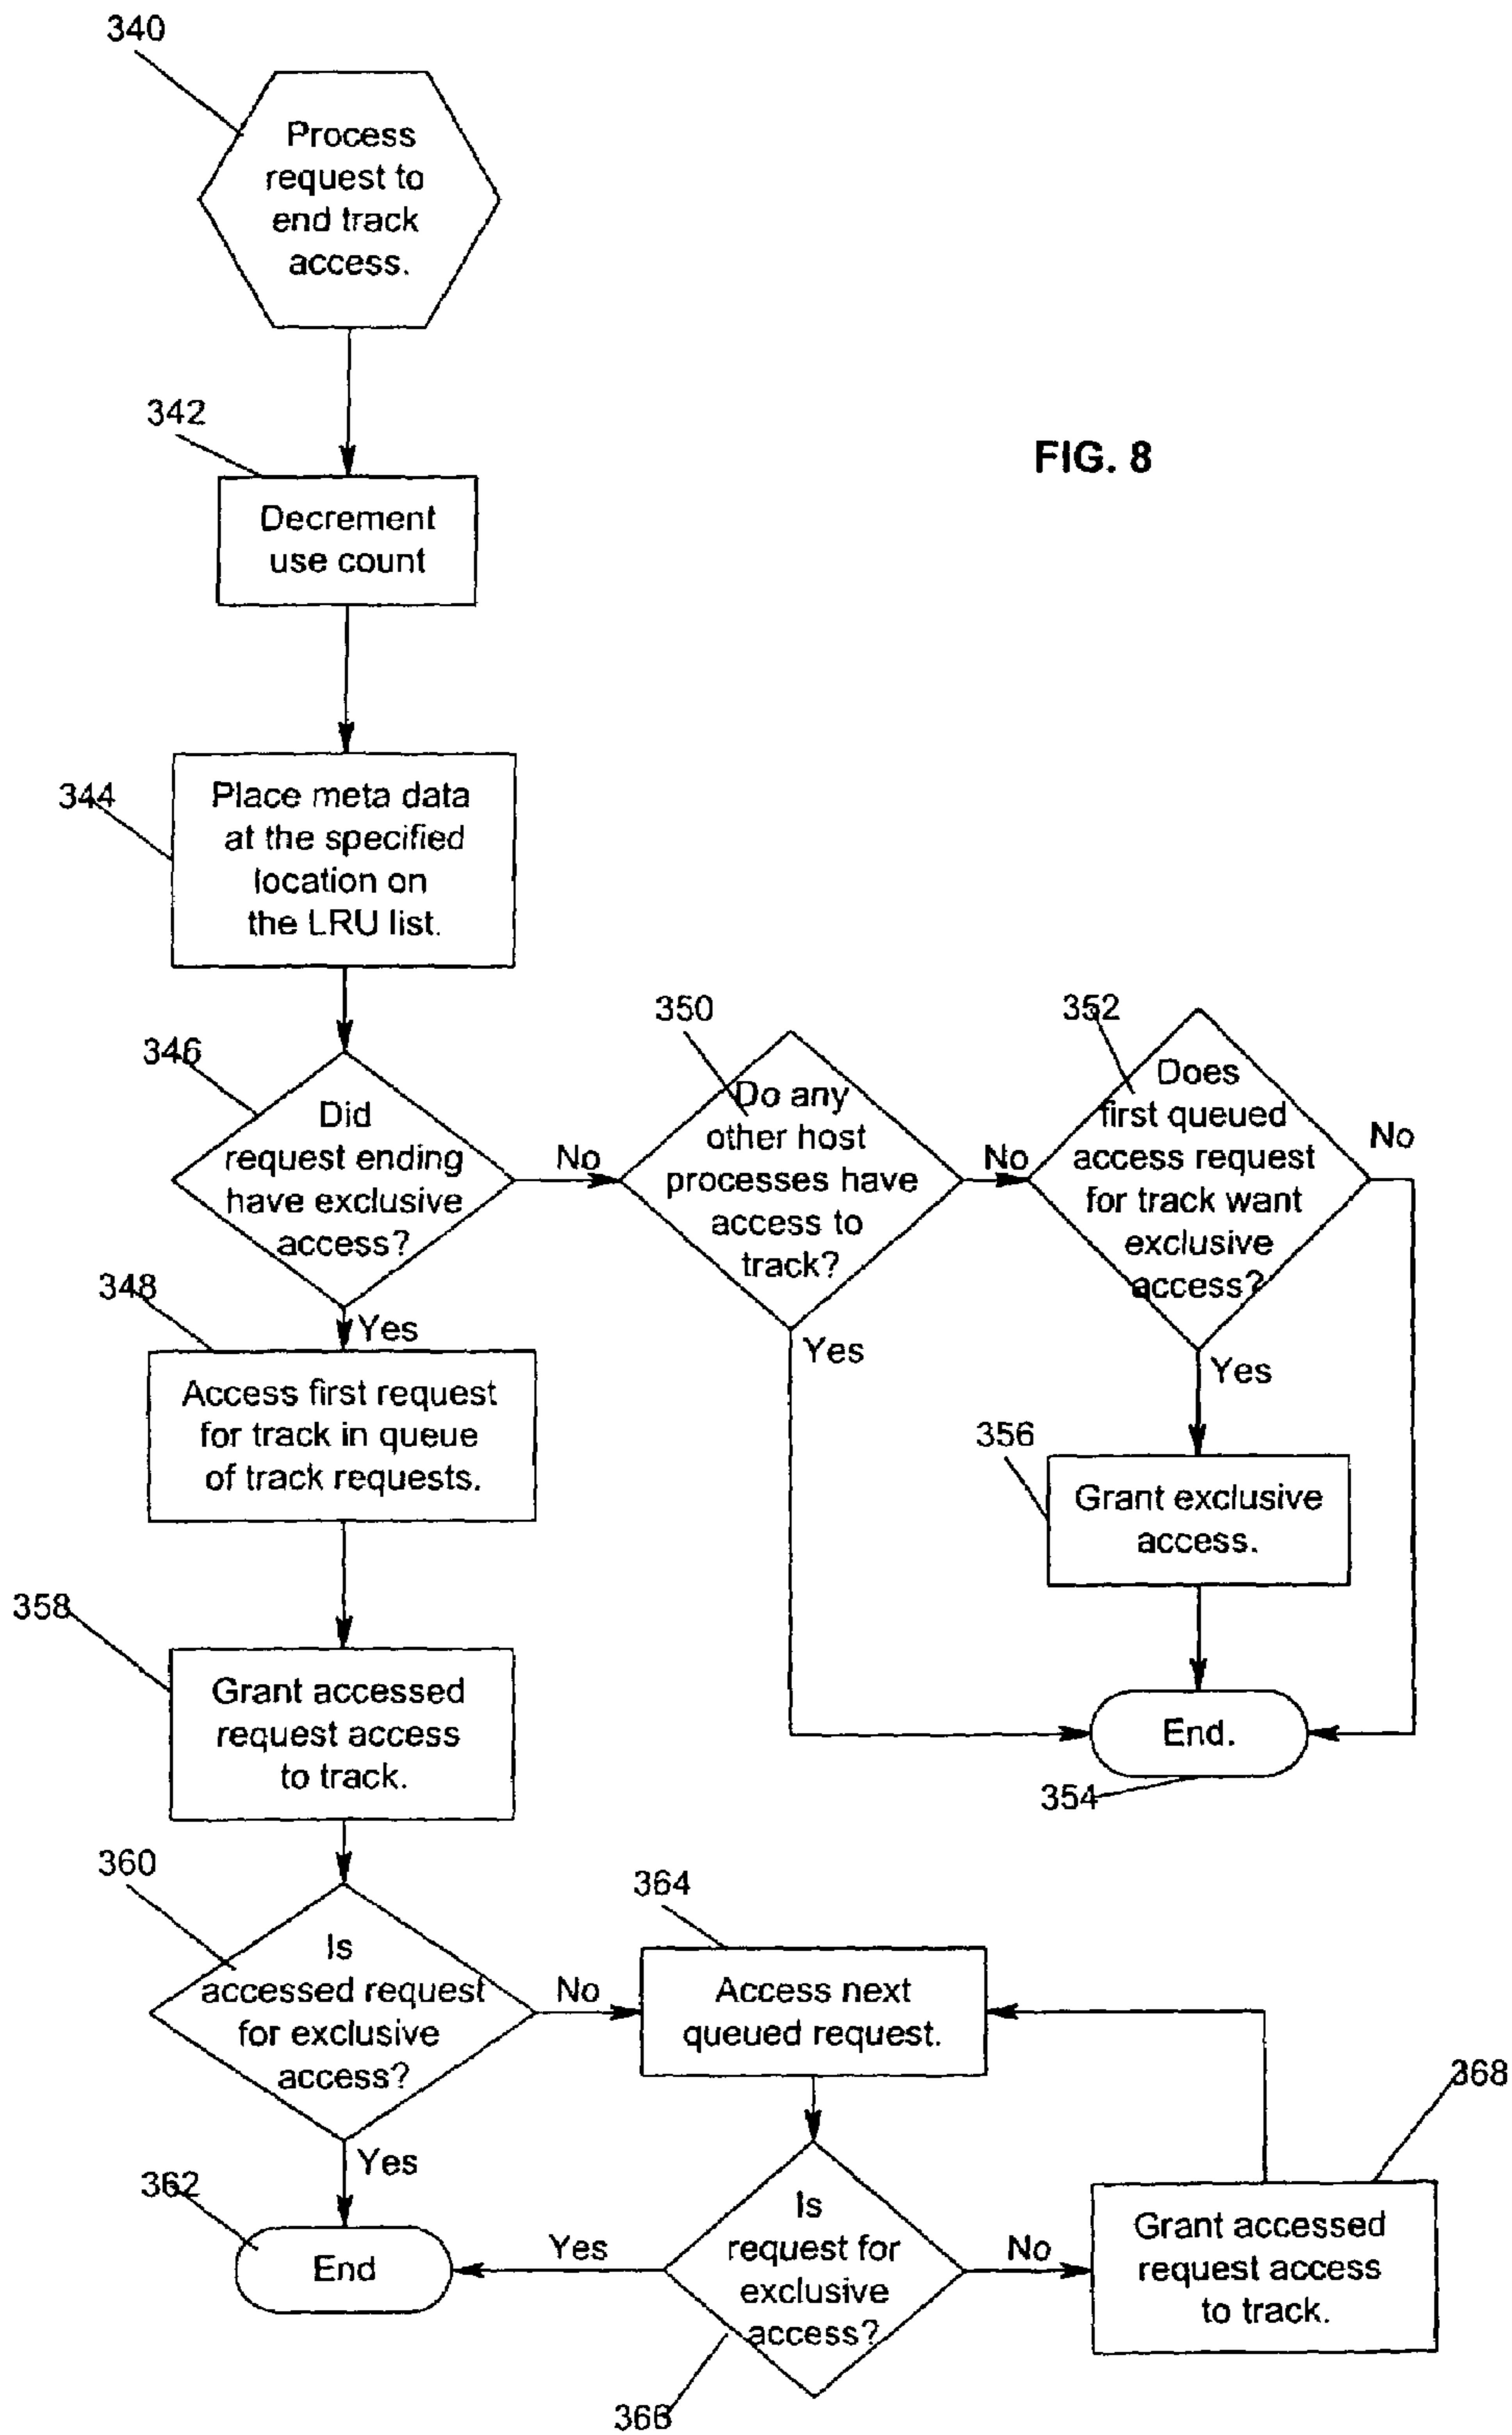 340
Process
request to
end track
access.
342
Decrement
use count
FIG. 8
344
Place meta data
at the specified
location on
the LRU list.
346
Did
request ending
have exclusive
access?
No
350
Do any
other host
processes have
access to
track?
No
352
Does
first queued
access request
for track want
exclusive
access?
No
348
Yes
Yes
Yes
Access first request
for track in queue
of track requests.
356
Grant exclusive
access.
358
Grant accessed
request access
to track.
End.
354
360
Is
accessed request
for exclusive
access?
No
364
Access next
queued request.
368
Yes
362
End
Yes
Is
request for
exclusive
access?
No
Grant accessed
request access
to track.
366